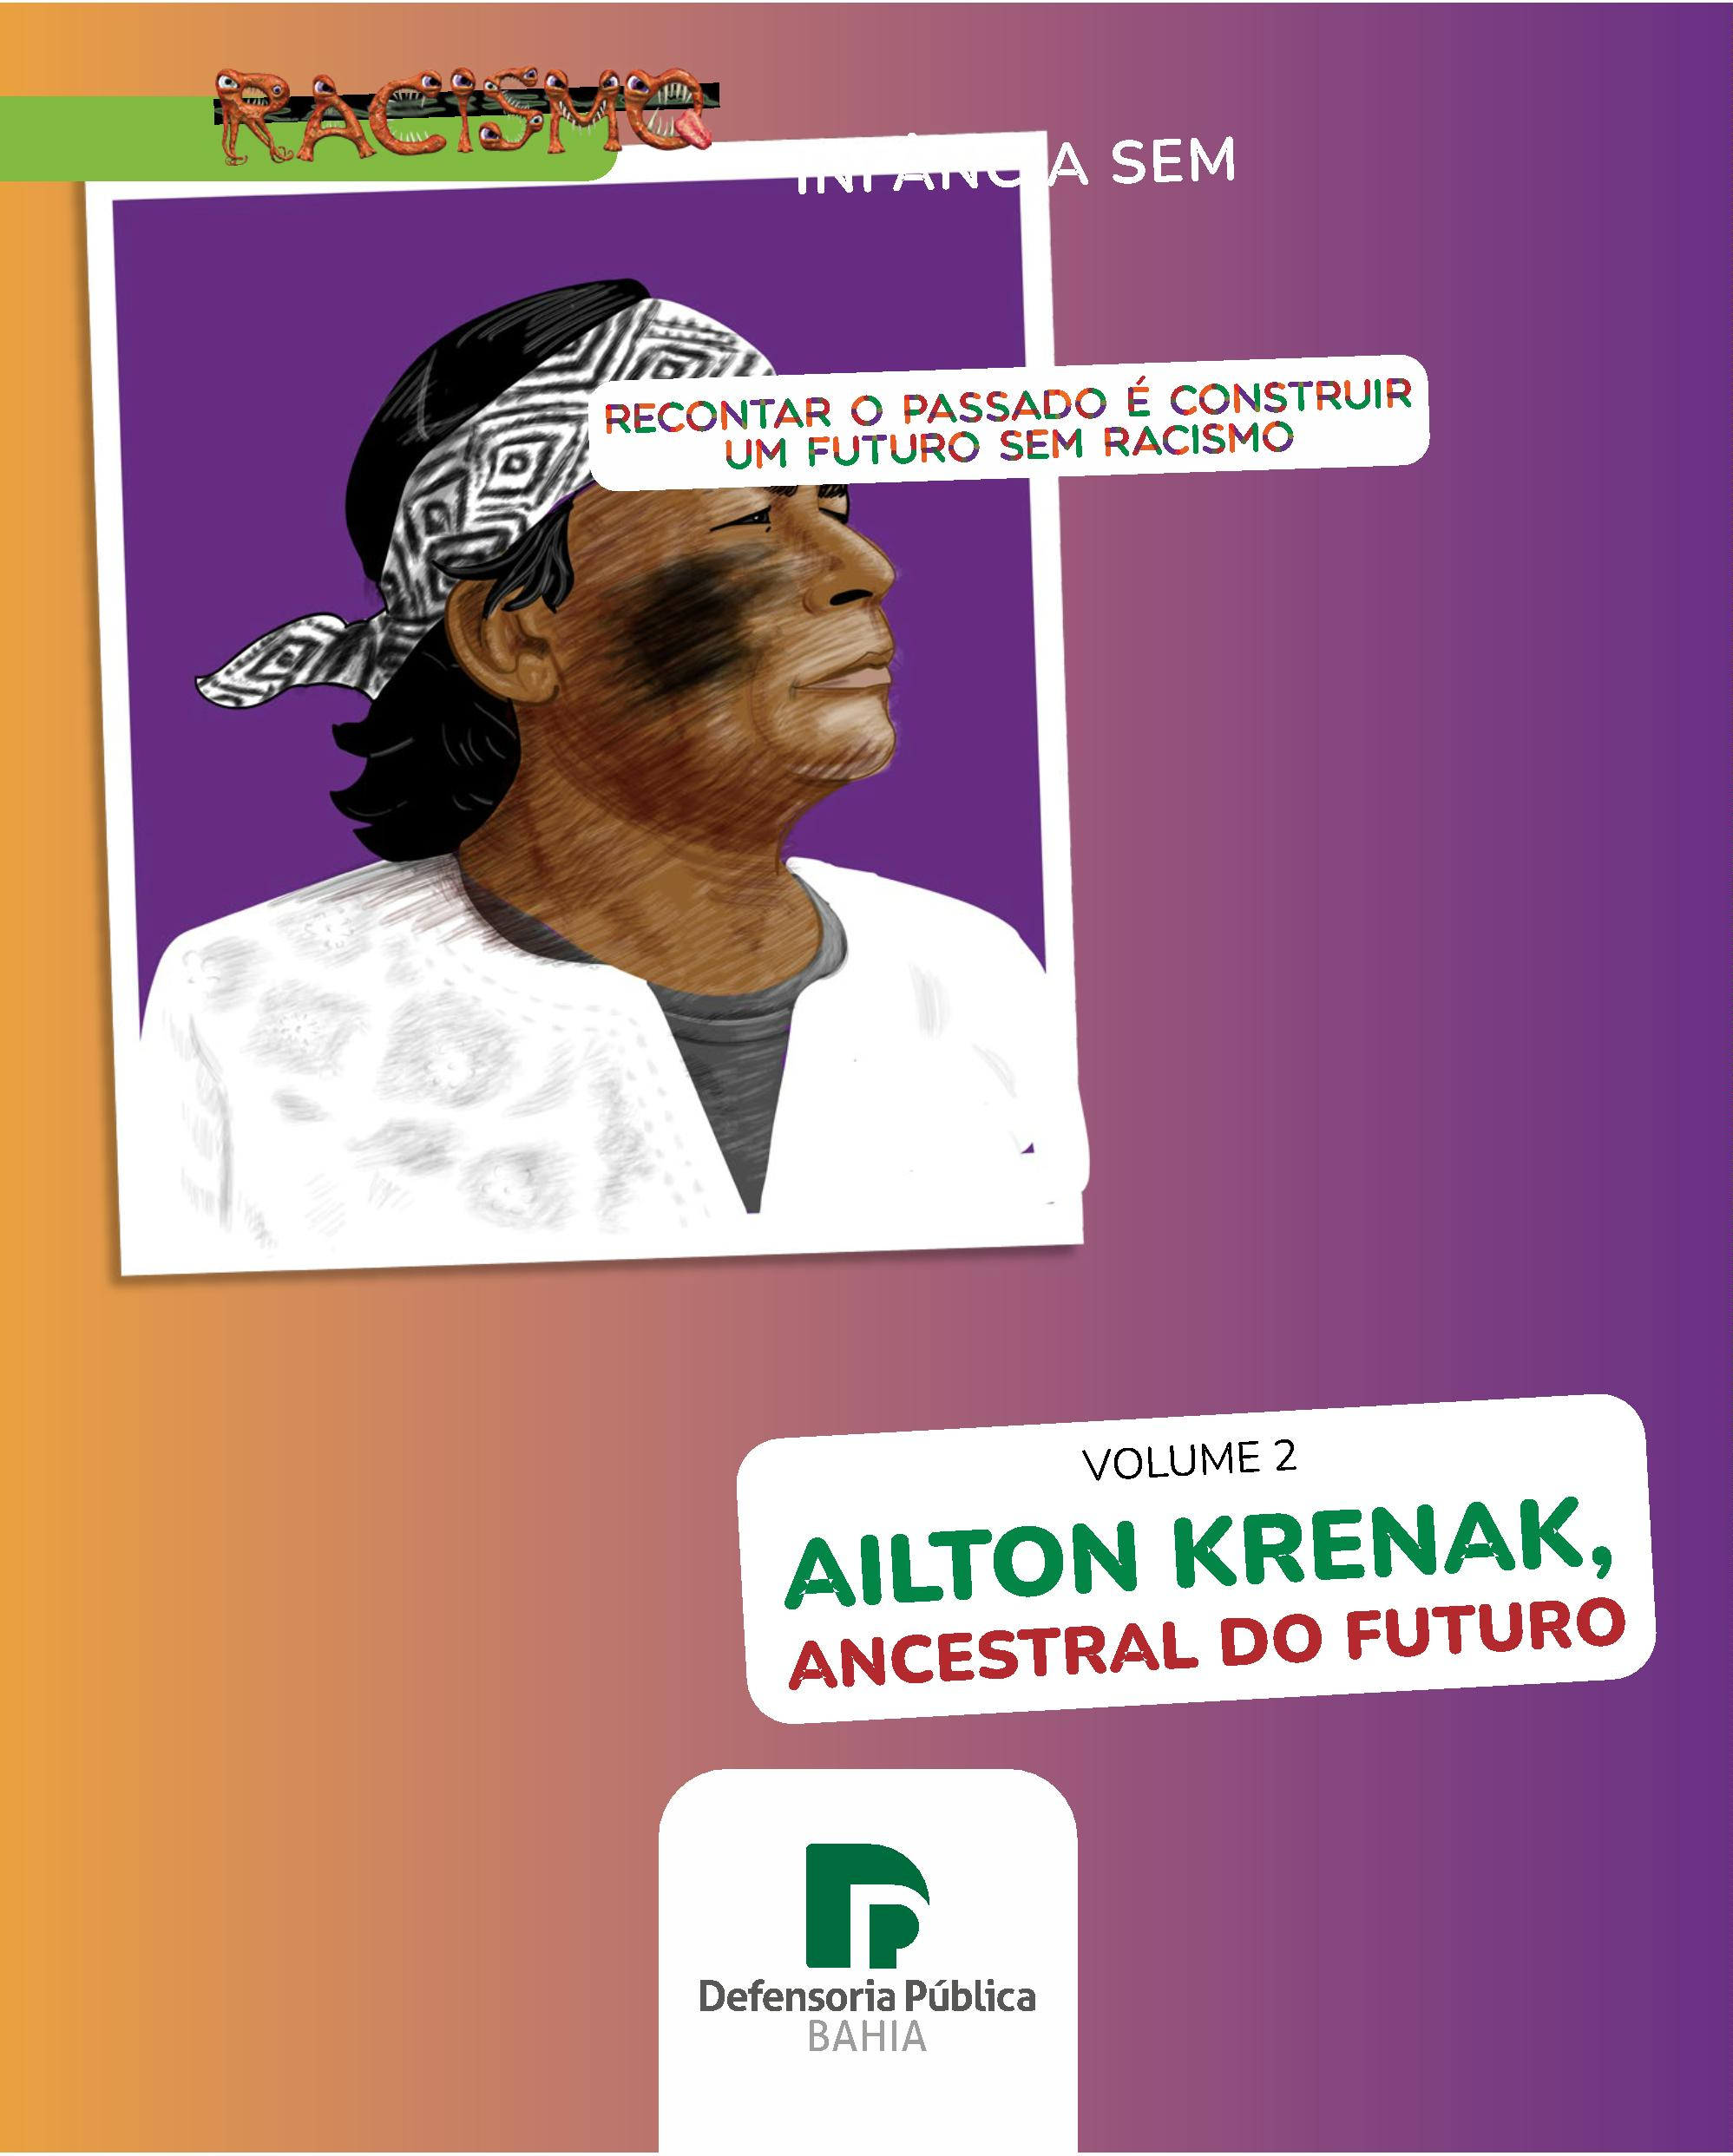 RACISMO
INFÂNCIA SEM
RECONTAR O PASSADO É CONSTRUIR
UM FUTURO SEM RACISMO
VOLUME 2
AILTON KRENAK,
ANCESTRAL DO FUTURO
Defensoria Pública
BAHIA